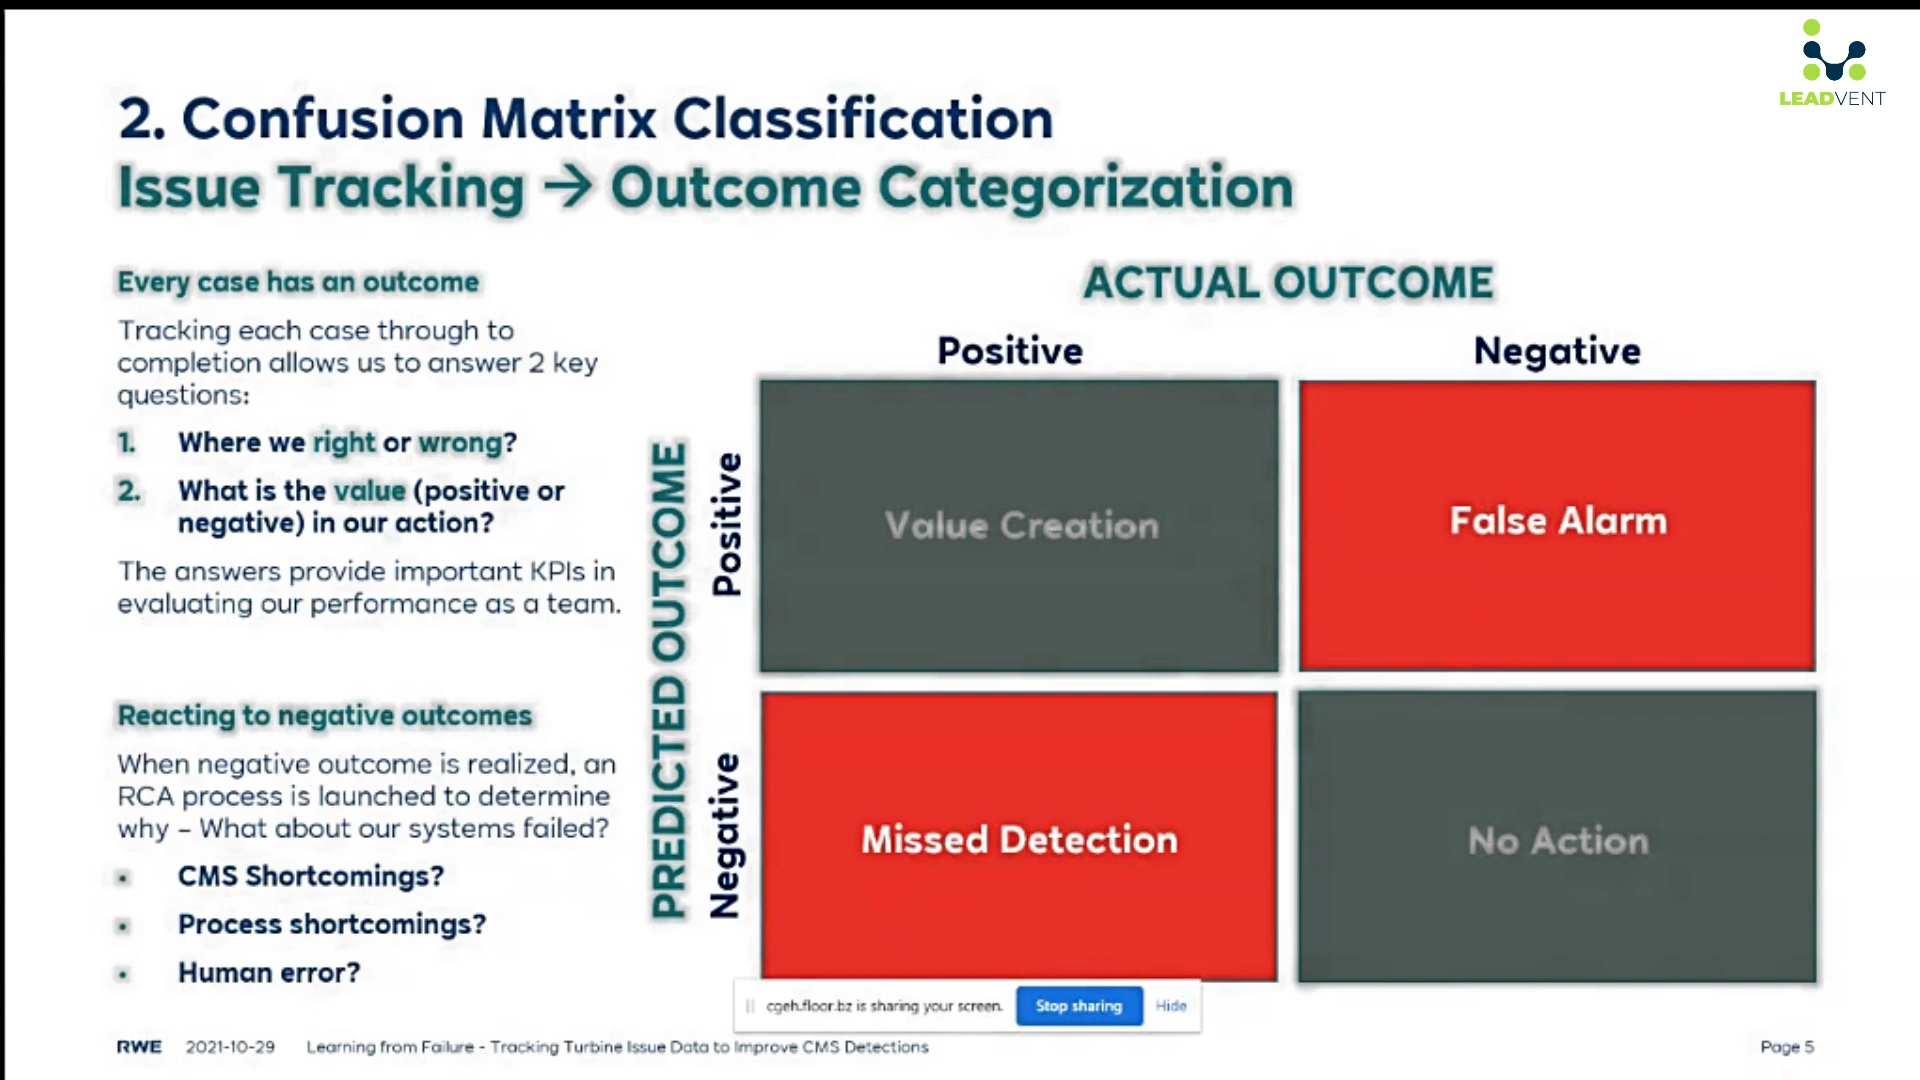 LEADVENT
2. Confusion Matrix Classification
Issue Tracking → Outcome Categorization
Every case has an outcome
Tracking each case through to
completion allows us to answer 2 key
questions:
1. Where we right or wrong?
2. What is the value (positive or
negative) in our action?
The answers provide important KPIs in
evaluating our performance as a team.
Reacting to negative outcomes
When negative outcome is realized, an
RCA process is launched to determine
why – What about our systems failed?
• CMS Shortcomings?
• Process shortcomings?
• Human error?
ACTUAL OUTCOME
Positive Negative
PREDICTED OUTCOME
Positive
Value Creation
False Alarm
Negative
Missed Detection
No Action
cgeh.floor.bz is sharing your screen. Stop sharing Hide
RWE 2021-10-29 Learning from Failure - Tracking Turbine Issue Data to Improve CMS Detections Page 5